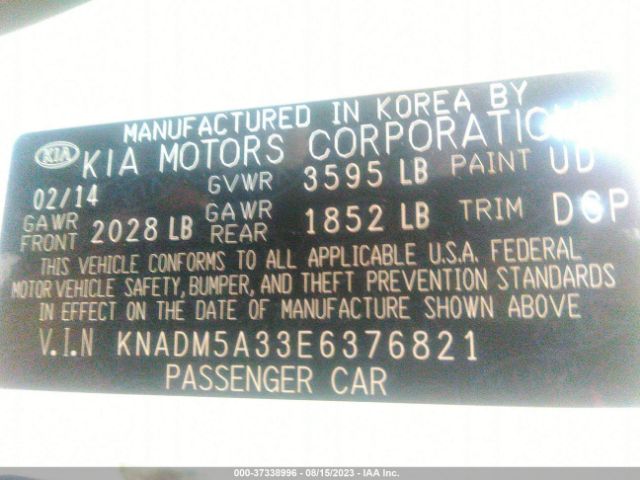 MANUFACTURED IN KOREA BY
KIA KIA MOTORS CORPORATION
02/14 GVWR 3595 LB PAINT UD
GAWR FRONT 2028 LB GAWR REAR 1852 LB TRIM
THIS VEHICLE CONFORMS TO ALL APPLICABLE U.S.A. FEDERAL
MOTOR VEHICLE SAFETY, BUMPER, AND THEFT PREVENTION STANDARDS
IN EFFECT ON THE DATE OF MANUFACTURE SHOWN ABOVE
V.I.N KNADM5A33E6376821
PASSENGER CAR
000-37338996 - 08/15/2023 - IAA Inc.